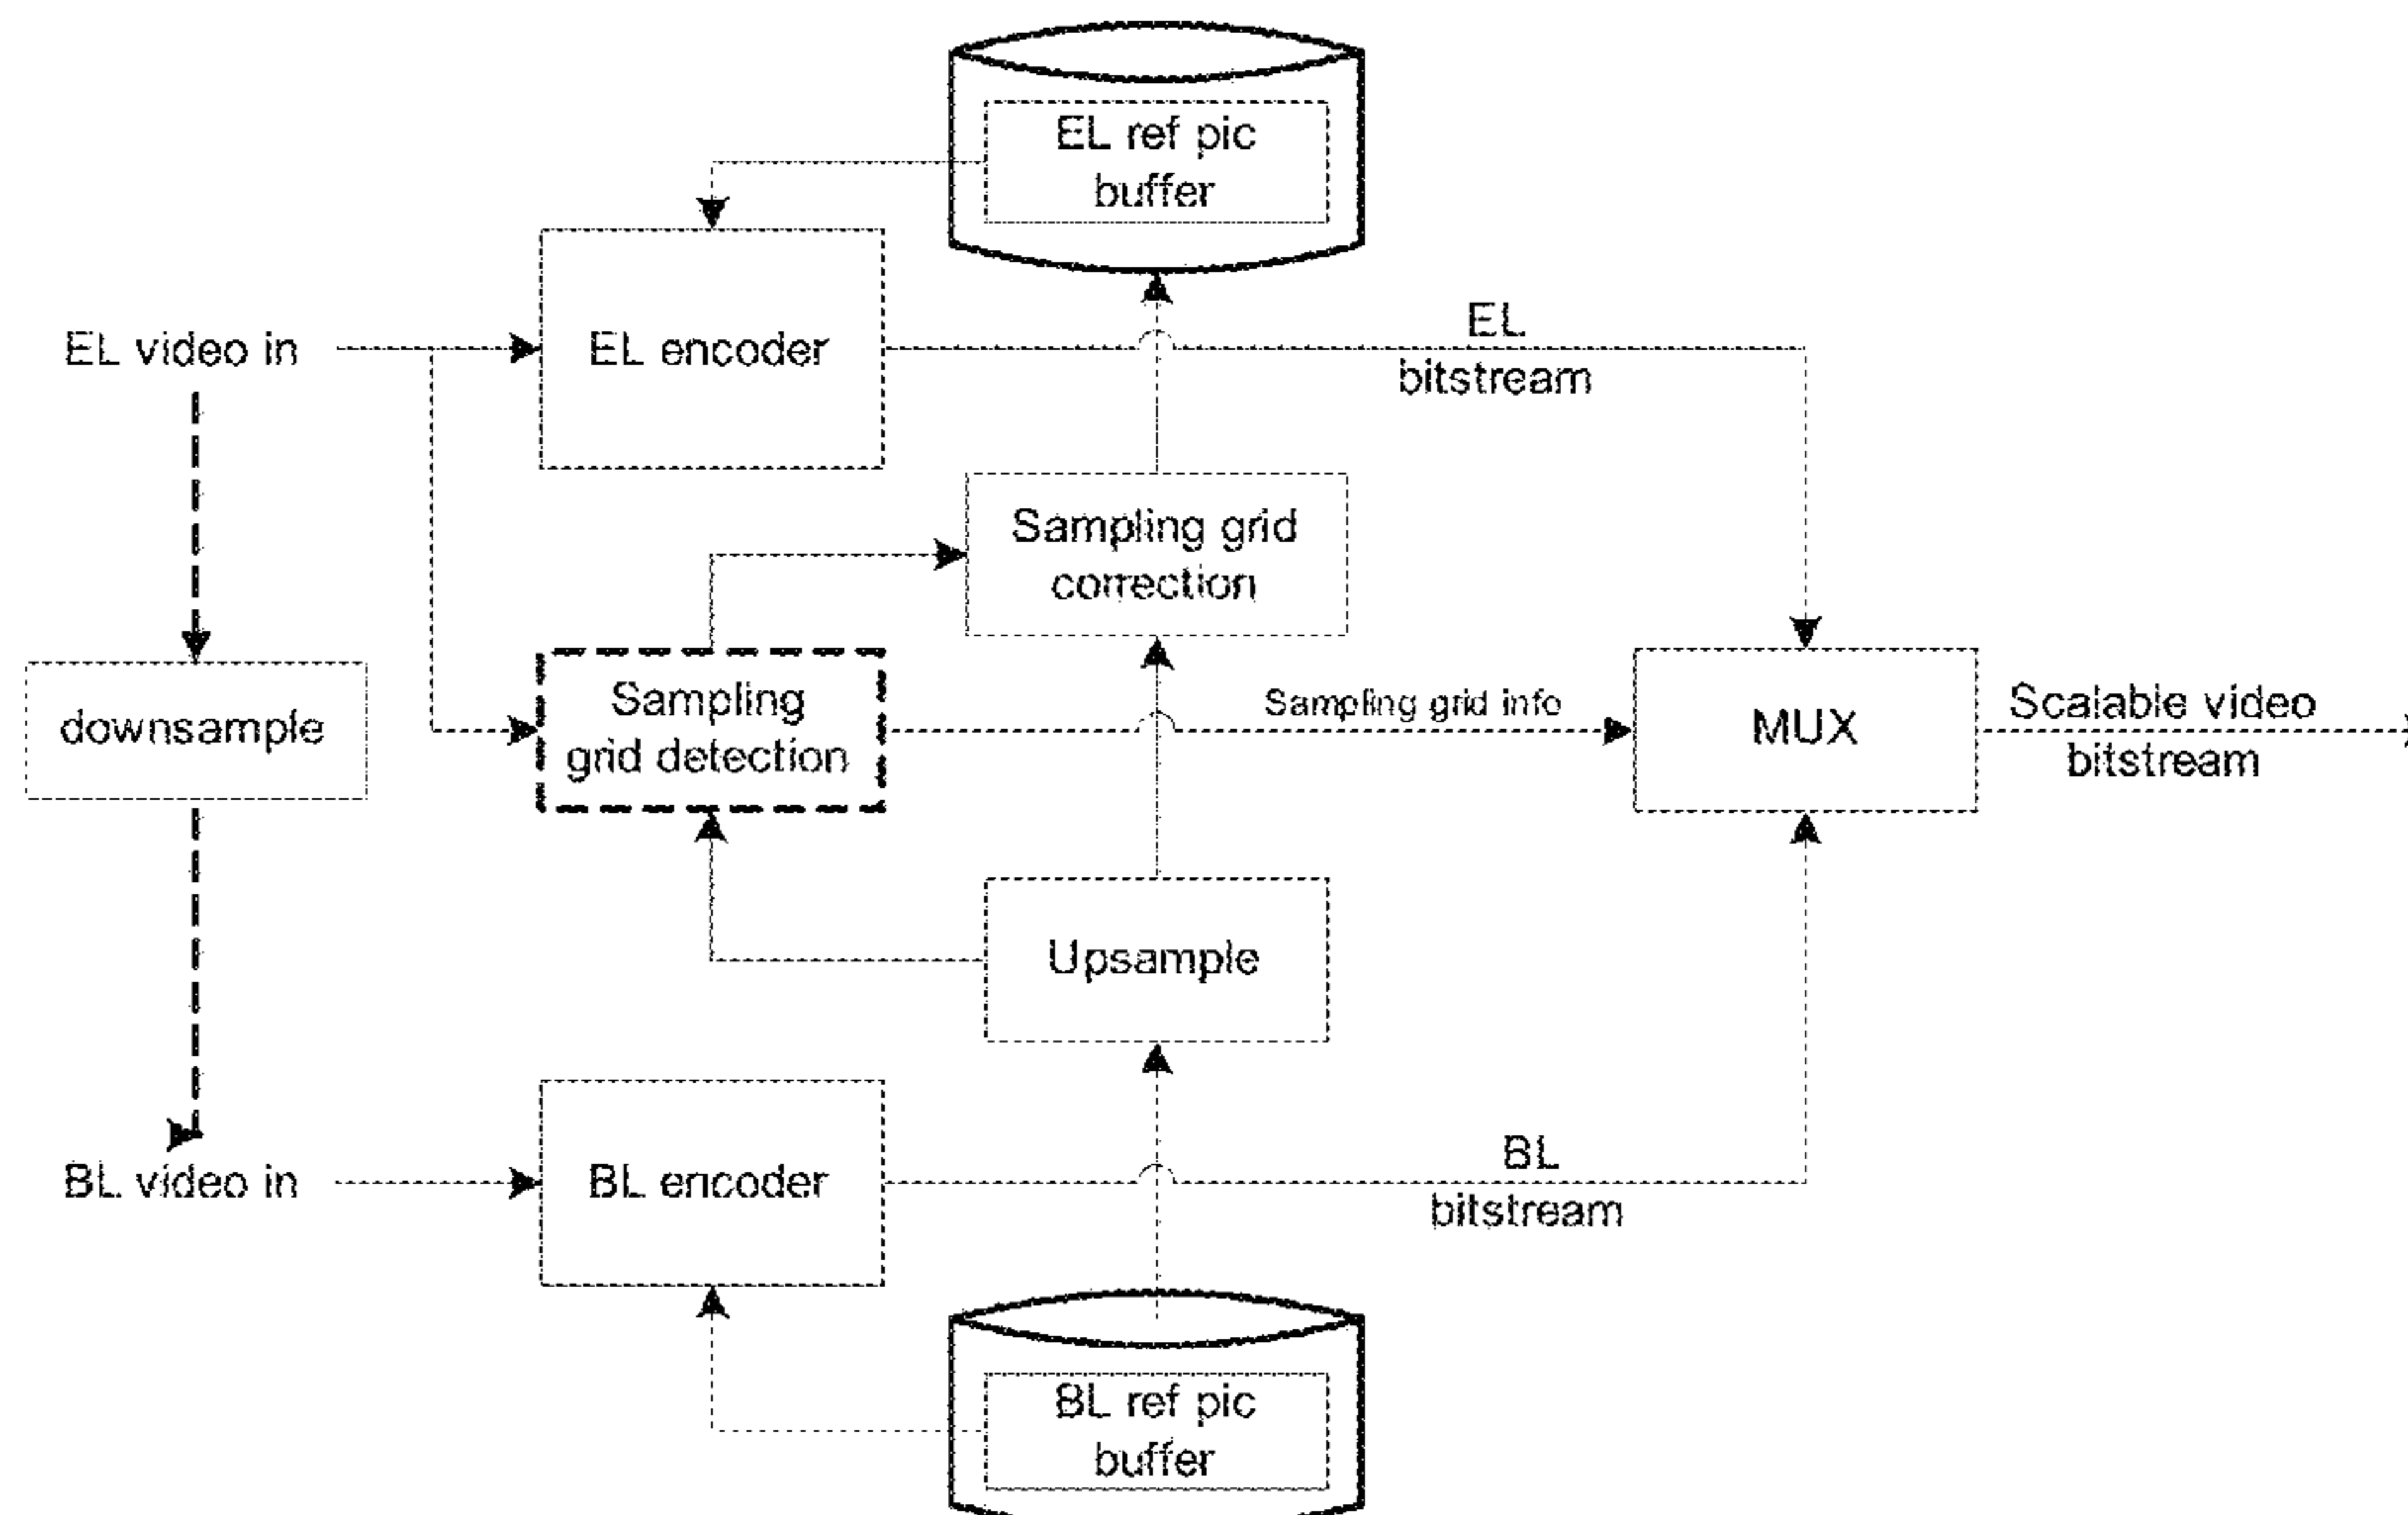 EL ref pic
buffer
EL video in
EL encoder
EL
bitstream
Sampling grid
correction
downsample
Sampling
grid detection
Sampling grid info
MUX
Scalable video
bitstream
Upsample
BL video in
BL encoder
BL
bitstream
BL ref pic
buffer